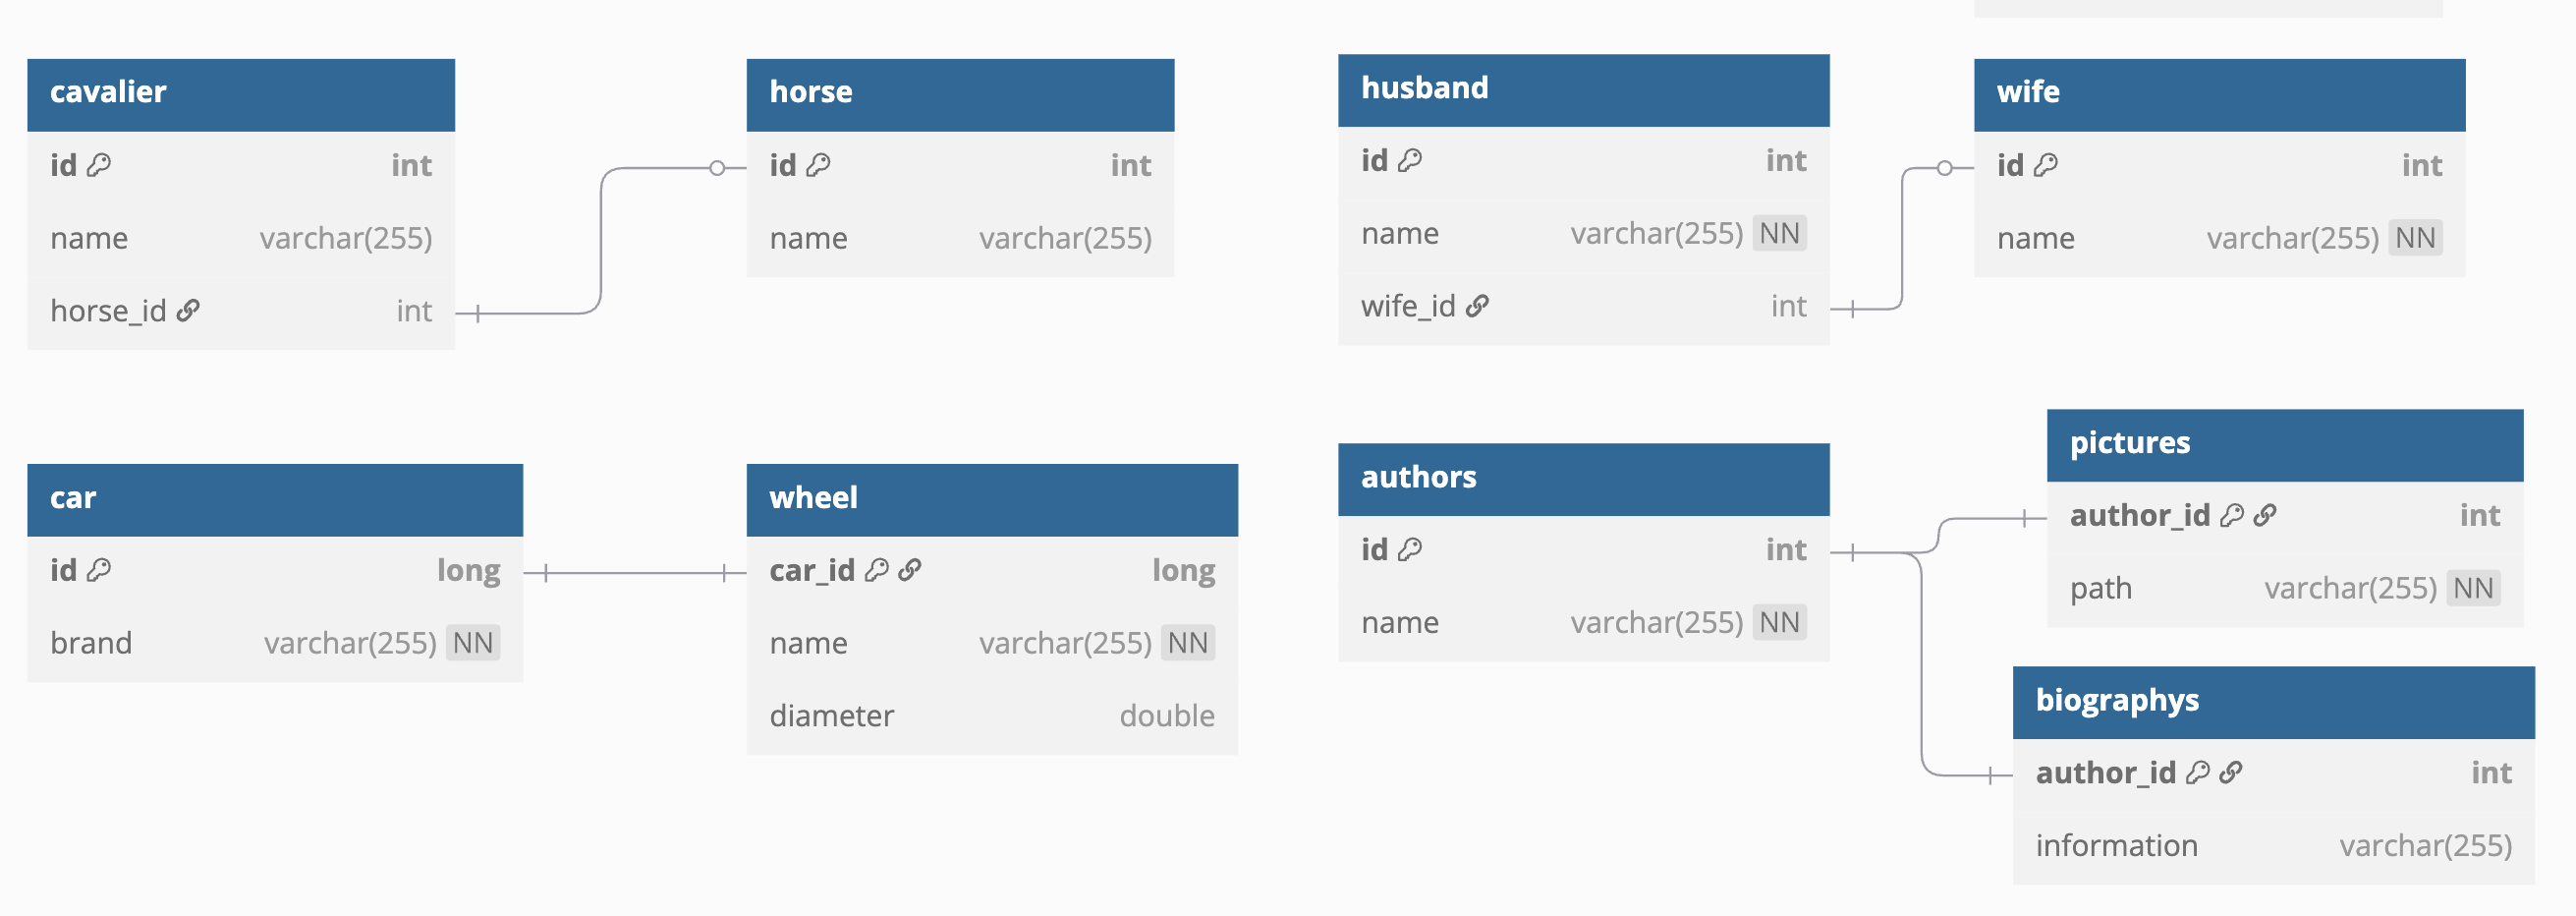 cavalier
id int
name varchar(255)
horse_id int
horse
id int
name varchar(255)
husband
id int
name varchar(255) NN
wife_id int
wife
id int
name varchar(255) NN
car
id long
brand varchar(255) NN
wheel
car_id long
name varchar(255) NN
diameter double
authors
id int
name varchar(255) NN
pictures
author_id int
path varchar(255) NN
biographys
author_id int
information varchar(255)